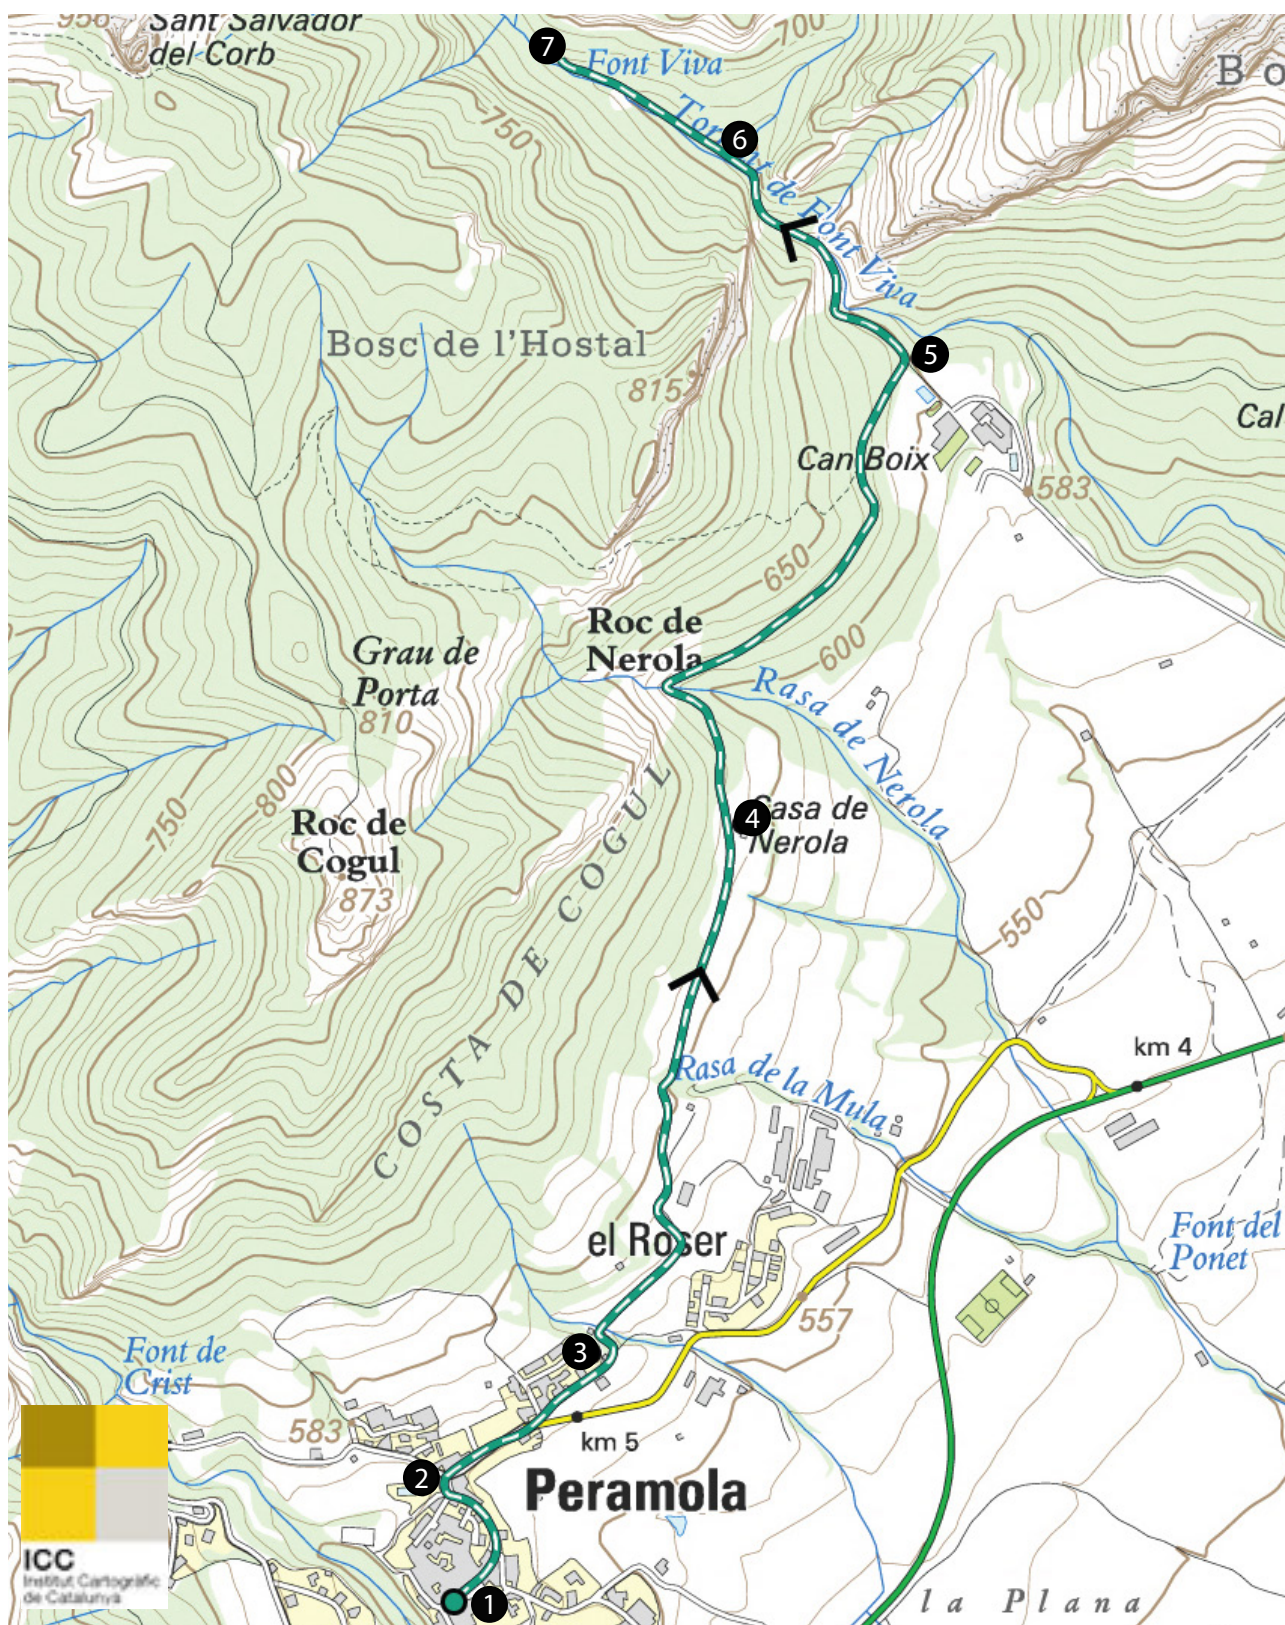 956
Sant Salvador
del Corb
700
7
Font Viva
B o
750
Torrent de Font Viva
6
Bosc de l'Hostal
815
5
Cal
Can Boix
583
650
Roc de
Nerola
600
Grau de
Porta
810
Rasa de Nerola
800
750
Roc de
Cogul
873
COSTA DE COGUL
4
Casa de
Nerola
550
km 4
Rasa de la Mula
el Roser
Font del
Ponet
557
3
Font de
Crist
583
km 5
2
Peramola
ICC
Institut Cartogràfic
de Catalunya
1
la Plana